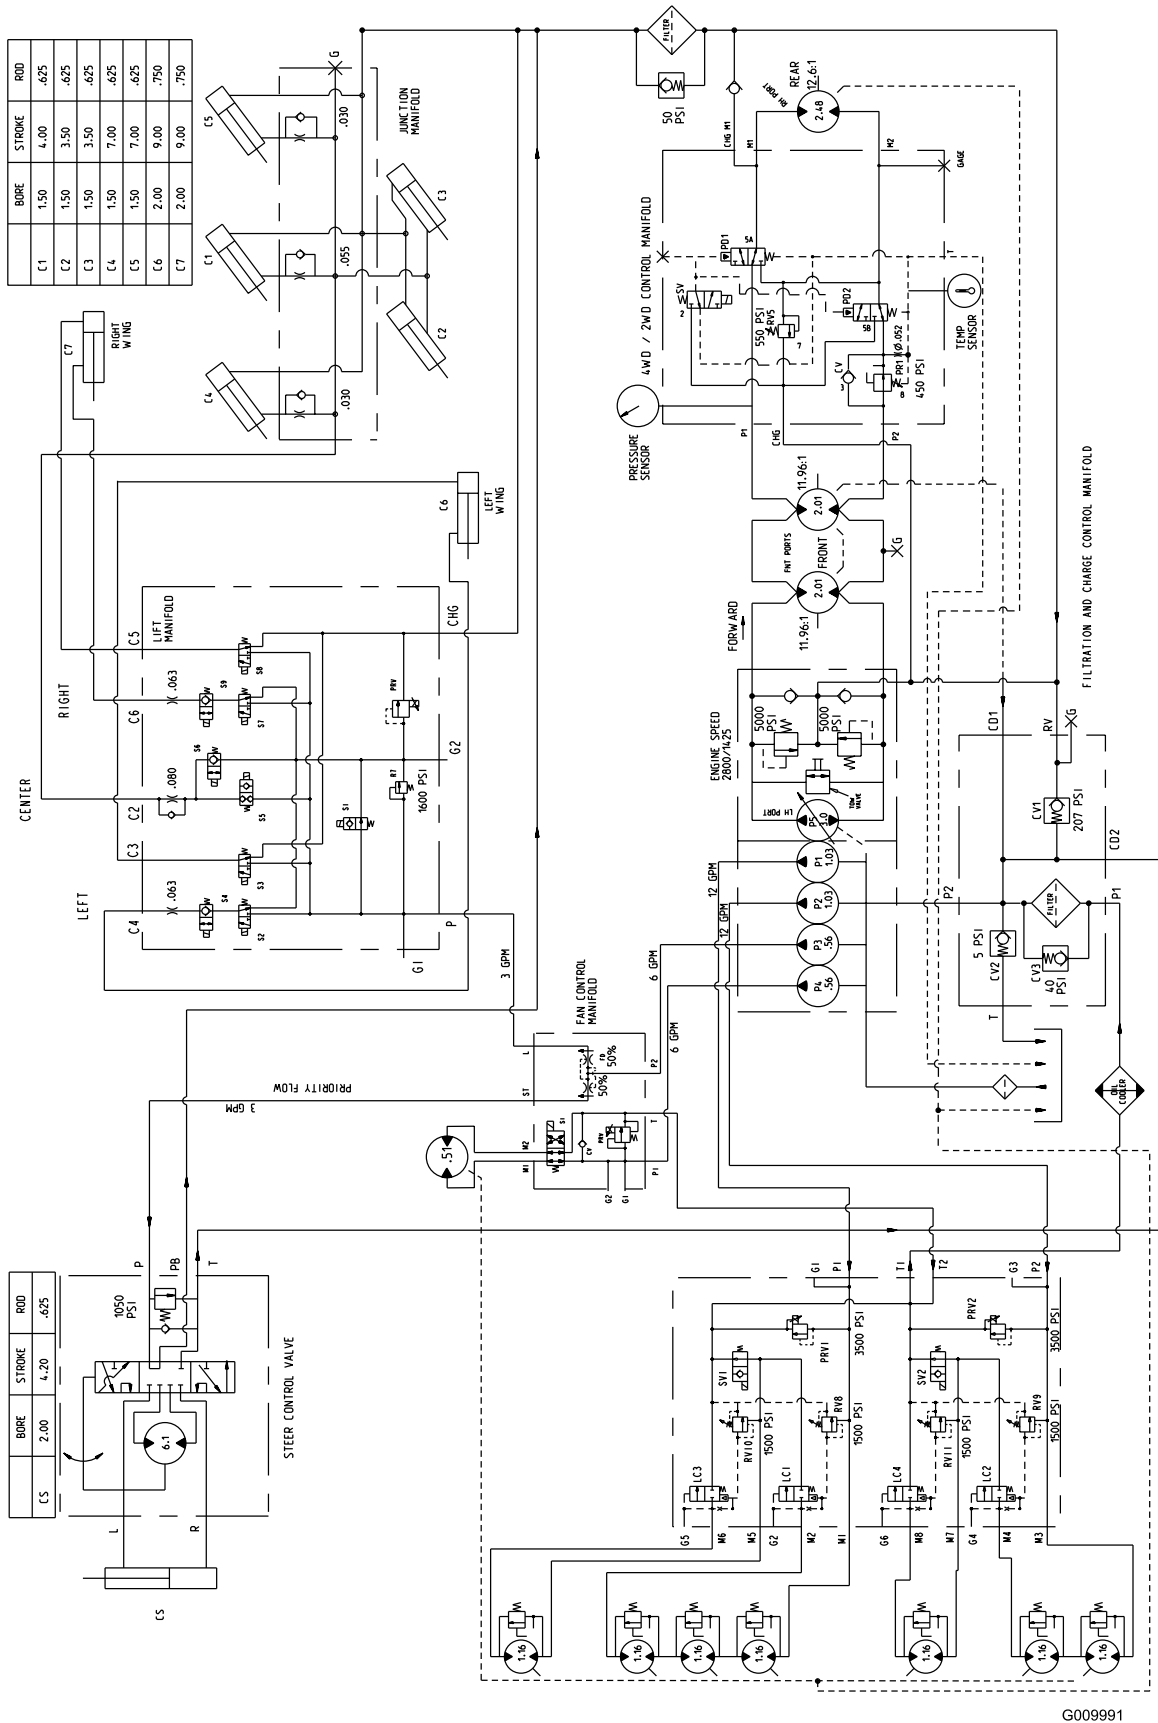 BORE STROKE ROD
C1 1.50 4.00 .625
C2 1.50 3.50 .625
C3 1.50 3.50 .625
C4 1.50 7.00 .625
C5 1.50 7.00 .625
C6 2.00 9.00 .750
C7 2.00 9.00 .750
C5
C1
C4
C3
C2
G
.030
.055
.030
JUNCTION
MANIFOLD
C7
RIGHT
WING
C6
LEFT
WING
RIGHT
CENTER
LEFT
C5
C6
C2
C3
C4
LIFT
MANIFOLD
.063
.080
.063
S8
S9
S7
S6
S5
S3
S4
S2
S1
PRV
R7
1600 PSI
CHG
G2
P
G1
3 GPM
FILTER
50
PSI
REAR
12.6:1
RH PORT
2.48
CHG M1
M1
M2
GAGE
4WD / 2WD CONTROL MANIFOLD
PD1
5A
SV
2
550 PSI
RV5
7
PD2
5B
T
TEMP
SENSOR
CV
3
PR1
8
Ø.052
450 PSI
PRESSURE
SENSOR
P1
CHG
P2
11.96:1
2.01
FNT PORTS
FRONT
2.01
11.96:1
G
FORWARD
FILTRATION AND CHARGE CONTROL MANIFOLD
ENGINE SPEED
2800/1425
5000
PSI
5000
PSI
TOW
VALVE
LH PORT
P5
3.0
P1
1.03
P2
1.03
P3
.56
P4
.56
12 GPM
12 GPM
6 GPM
6 GPM
CD1
RV
G
CV1
207 PSI
CD2
P2
P1
FILTER
5 PSI
CV2
CV3
40
PSI
T
OIL
COOLER
FAN CONTROL
MANIFOLD
L
ST
FD
50%
50%
P2
T
P1
M2
M1
S1
CV
PRV
G2
G1
.51
PRIORITY FLOW
3 GPM
P
PB
T
1050
PSI
BORE STROKE ROD
CS 2.00 4.20 .625
STEER CONTROL VALVE
6.1
L
R
CS
G1
P1
T1
T2
G3
P2
PRV1
3500 PSI
PRV2
3500 PSI
SV1
SV2
RV10
1500 PSI
RV8
1500 PSI
RV11
1500 PSI
RV9
1500 PSI
LC3
LC1
LC4
LC2
G5
M6
M5
G2
M2
M1
G6
M8
M7
G4
M4
M3
1.16
1.16
1.16
1.16
1.16
1.16
1.16
G009991